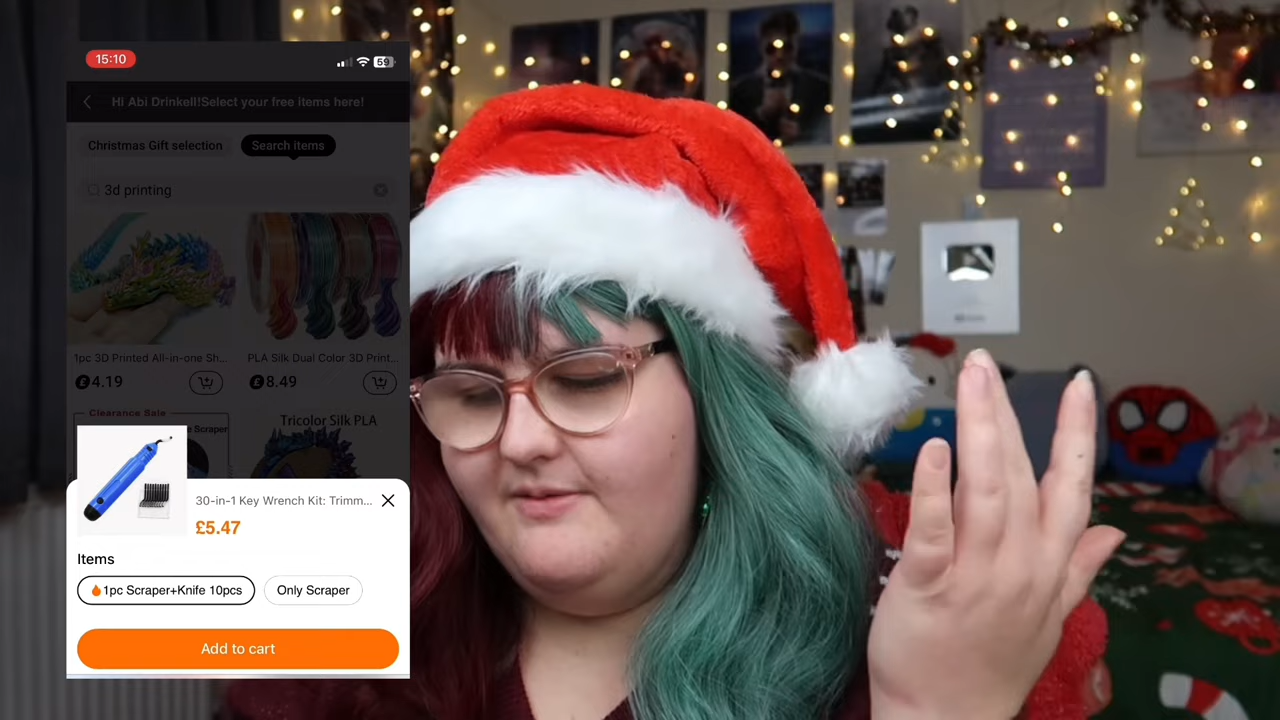 15:10
59
Hi Abi Drinkell!Select your free items here!
Christmas Gift selection
Search items
3d printing
1pc 3D Printed All-in-one Sh...
PLA Silk Dual Color 3D Print...
£4.19
£8.49
Clearance Sale
Scraper
Tricolor Silk PLA
30-in-1 Key Wrench Kit: Trimm...
£5.47
Items
1pc Scraper+Knife 10pcs
Only Scraper
Add to cart